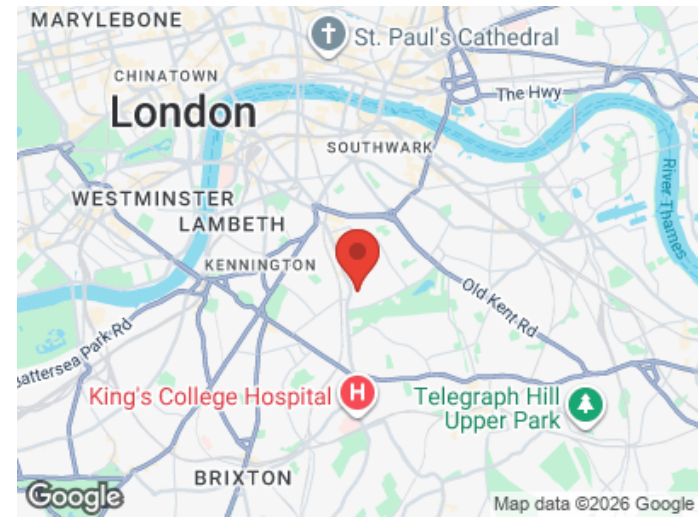 MARYLEBONE
St. Paul's Cathedral
CHINATOWN
London
The Hwy
SOUTHWARK
River Thames
WESTMINSTER
LAMBETH
KENNINGTON
Old Kent Rd
attersea Park Rd
King's College Hospital
H
Telegraph Hill
Upper Park
BRIXTON
Google
Map data ©2026 Google